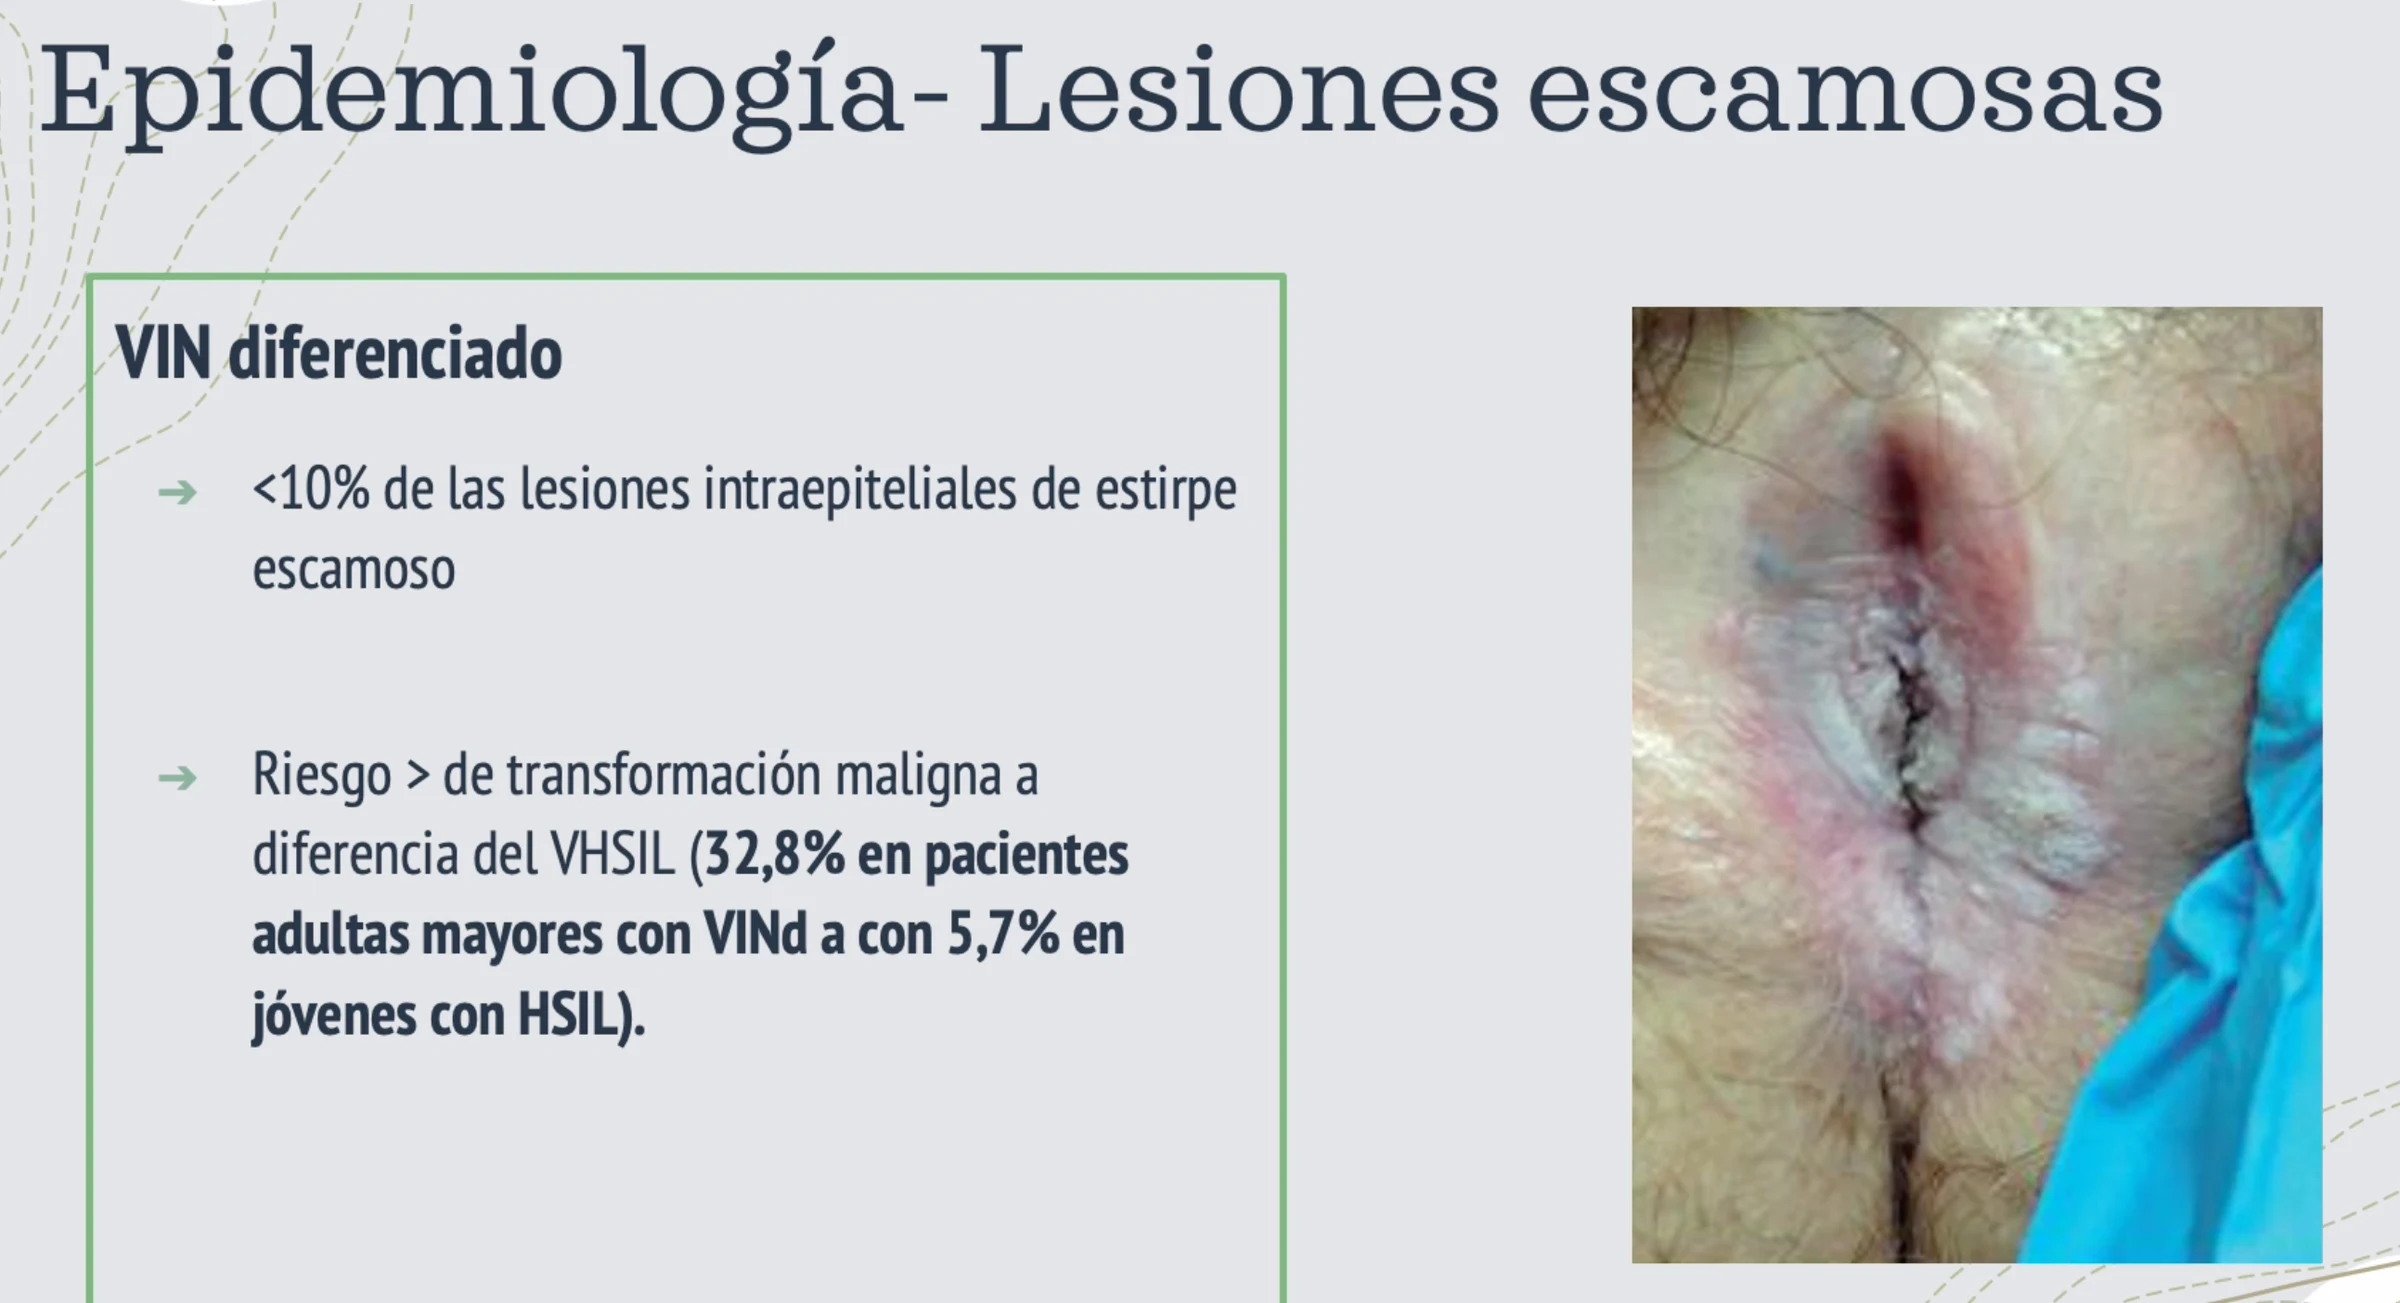 Epidemiología- Lesiones escamosas
VIN diferenciado
➔ <10% de las lesiones intraepiteliales de estirpe
escamoso
➔ Riesgo > de transformación maligna a
diferencia del VHSIL (32,8% en pacientes
adultas mayores con VINd a con 5,7% en
jóvenes con HSIL).